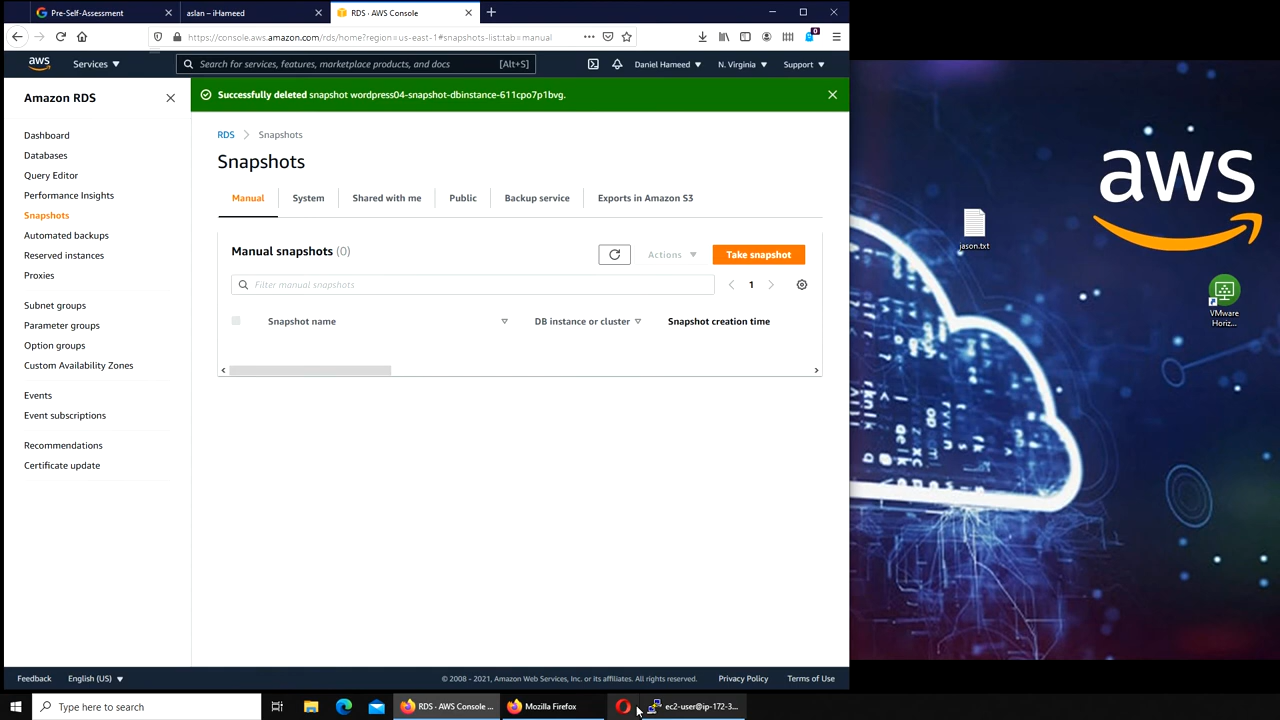 Pre-Self-Assessment
aslan – iHameed
RDS · AWS Console
https://console.aws.amazon.com/rds/home?region=us-east-1#snapshots-list:tab=manual
0
aws
Services
Search for services, features, marketplace products, and docs
[Alt+S]
Daniel Hameed
N. Virginia
Support
Amazon RDS
Dashboard
Databases
Query Editor
Performance Insights
Snapshots
Automated backups
Reserved instances
Proxies
Subnet groups
Parameter groups
Option groups
Custom Availability Zones
Events
Event subscriptions
Recommendations
Certificate update
Successfully deleted snapshot wordpress04-snapshot-dbinstance-611cpo7p1bvg.
RDS > Snapshots
Snapshots
Manual
System
Shared with me
Public
Backup service
Exports in Amazon S3
Manual snapshots (0)
Actions
Take snapshot
Filter manual snapshots
1
Snapshot name
DB instance or cluster
Snapshot creation time
Feedback
English (US)
© 2008 - 2021, Amazon Web Services, Inc. or its affiliates. All rights reserved.
Privacy Policy
Terms of Use
aws
jason.txt
VMware
Horiz...
Type here to search
RDS · AWS Console ...
Mozilla Firefox
ec2-user@ip-172-3...